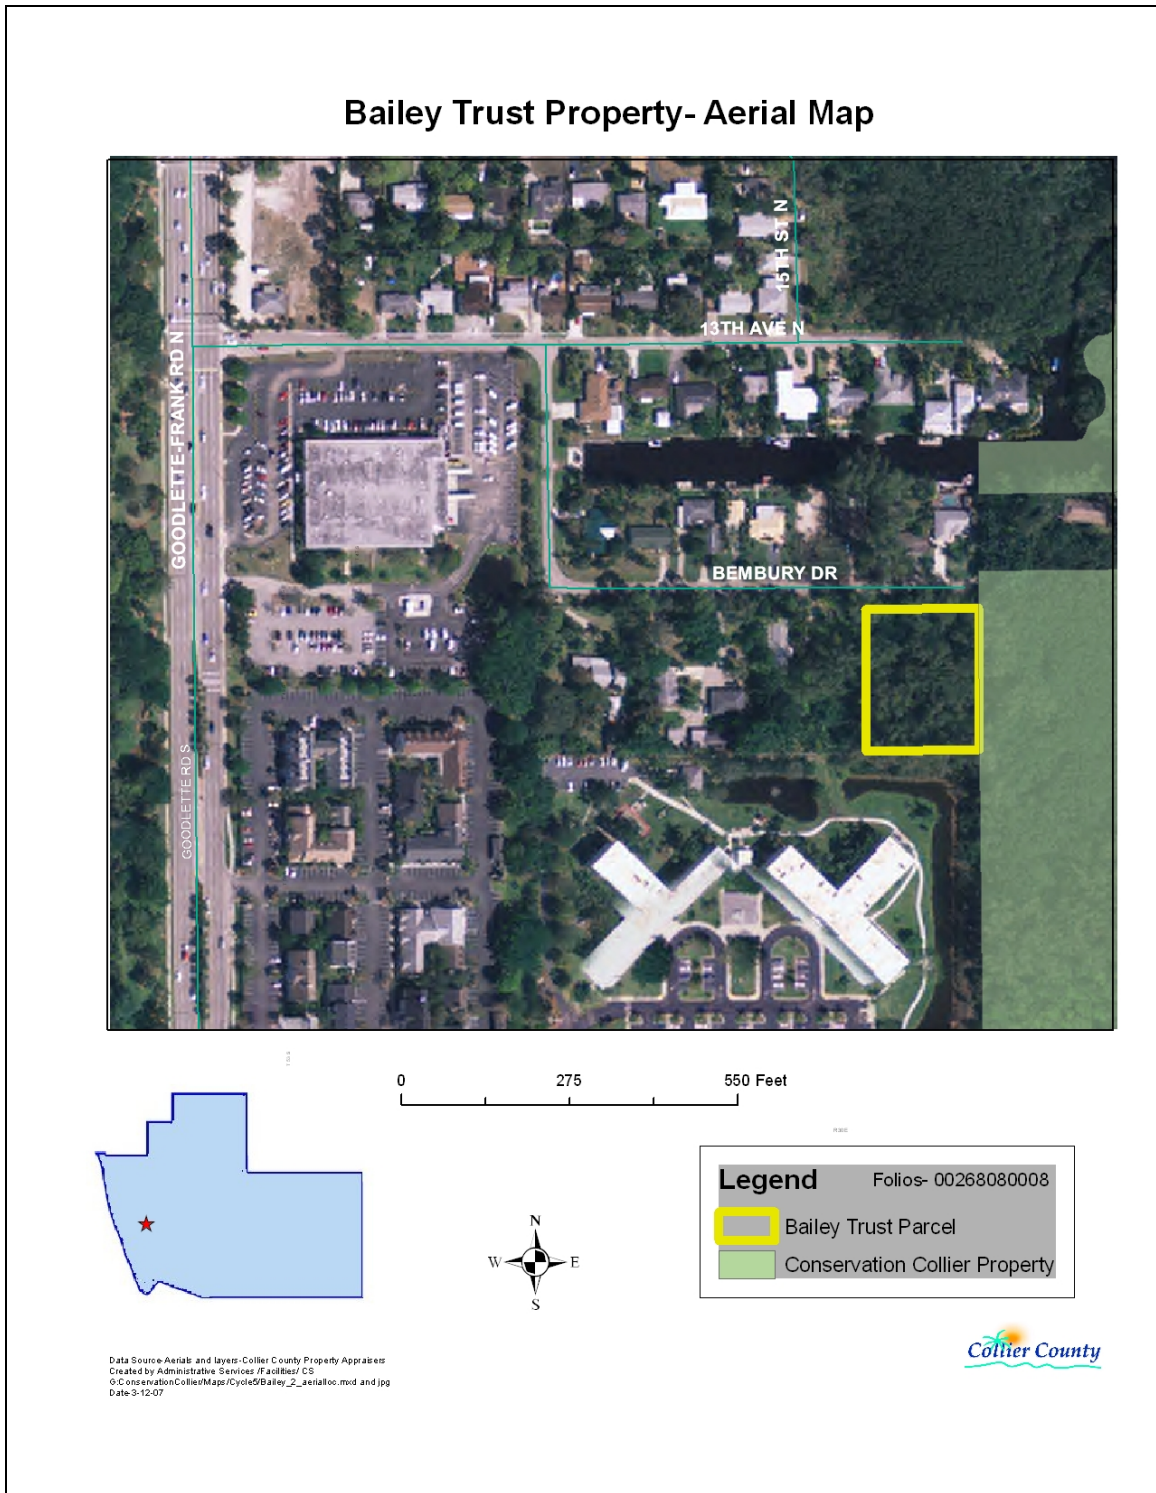 Bailey Trust Property- Aerial Map
15TH ST N
13TH AVE N
GOODLETTE-FRANK RD N
BEMBURY DR
GOODLETTE RD S
0 275 550 Feet
Legend Folios- 00268080008
Bailey Trust Parcel
Conservation Collier Property
N
W E
S
Collier County
Data Source-Aerials and layers-Collier County Property Appraisers
Created by Administrative Services /Facilities/ CS
G:ConservationCollier/Maps/Cycle5/Bailey_2_aerialloc.mxd and jpg
Date-3-12-07